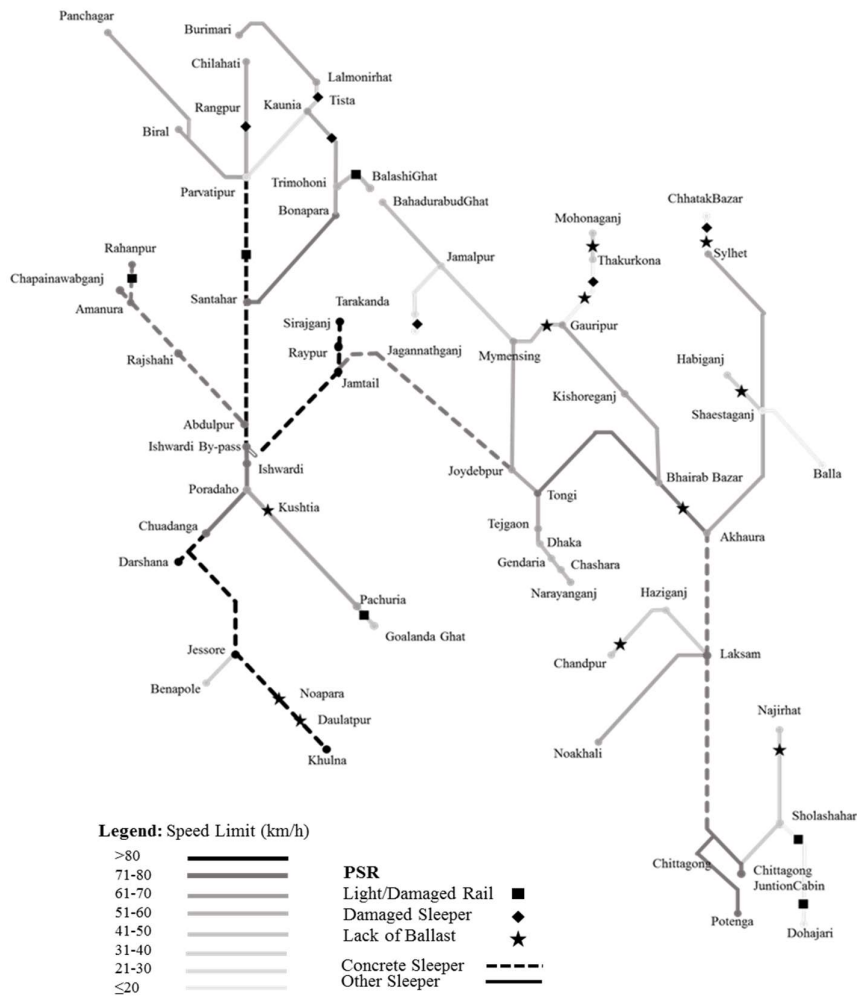 Panchagar
Burimari
Chilahati
Lalmonirhat
Rangpur
Kaunia
Tista
Biral
Parvatipur
Trimohoni
BalashiGhat
Bonapara
BahadurabudGhat
Mohonaganj
ChhatakBazar
Rahanpur
Jamalpur
Thakurkona
Sylhet
Chapainawabganj
Amanura
Santahar
Tarakanda
Sirajganj
Raypur
Jagannathganj
Mymensing
Gauripur
Habiganj
Rajshahi
Jamtail
Kishoreganj
Shaestaganj
Abdulpur
Ishwardi By-pass
Ishwardi
Joydebpur
Bhairab Bazar
Balla
Poradaho
Kushtia
Tongi
Chuadanga
Tejgaon
Dhaka
Akhaura
Darshana
Gendaria
Chashara
Narayanganj
Pachuria
Haziganj
Goalanda Ghat
Jessore
Chandpur
Laksam
Benapole
Noapara
Daulatpur
Najirhat
Khulna
Noakhali
Sholashahar
Chittagong
Chittagong
JuntionCabin
Potenga
Dohajari
Legend: Speed Limit (km/h)
>80
71-80
61-70
51-60
41-50
31-40
21-30
≤20
PSR
Light/Damaged Rail
Damaged Sleeper
Lack of Ballast
Concrete Sleeper
Other Sleeper